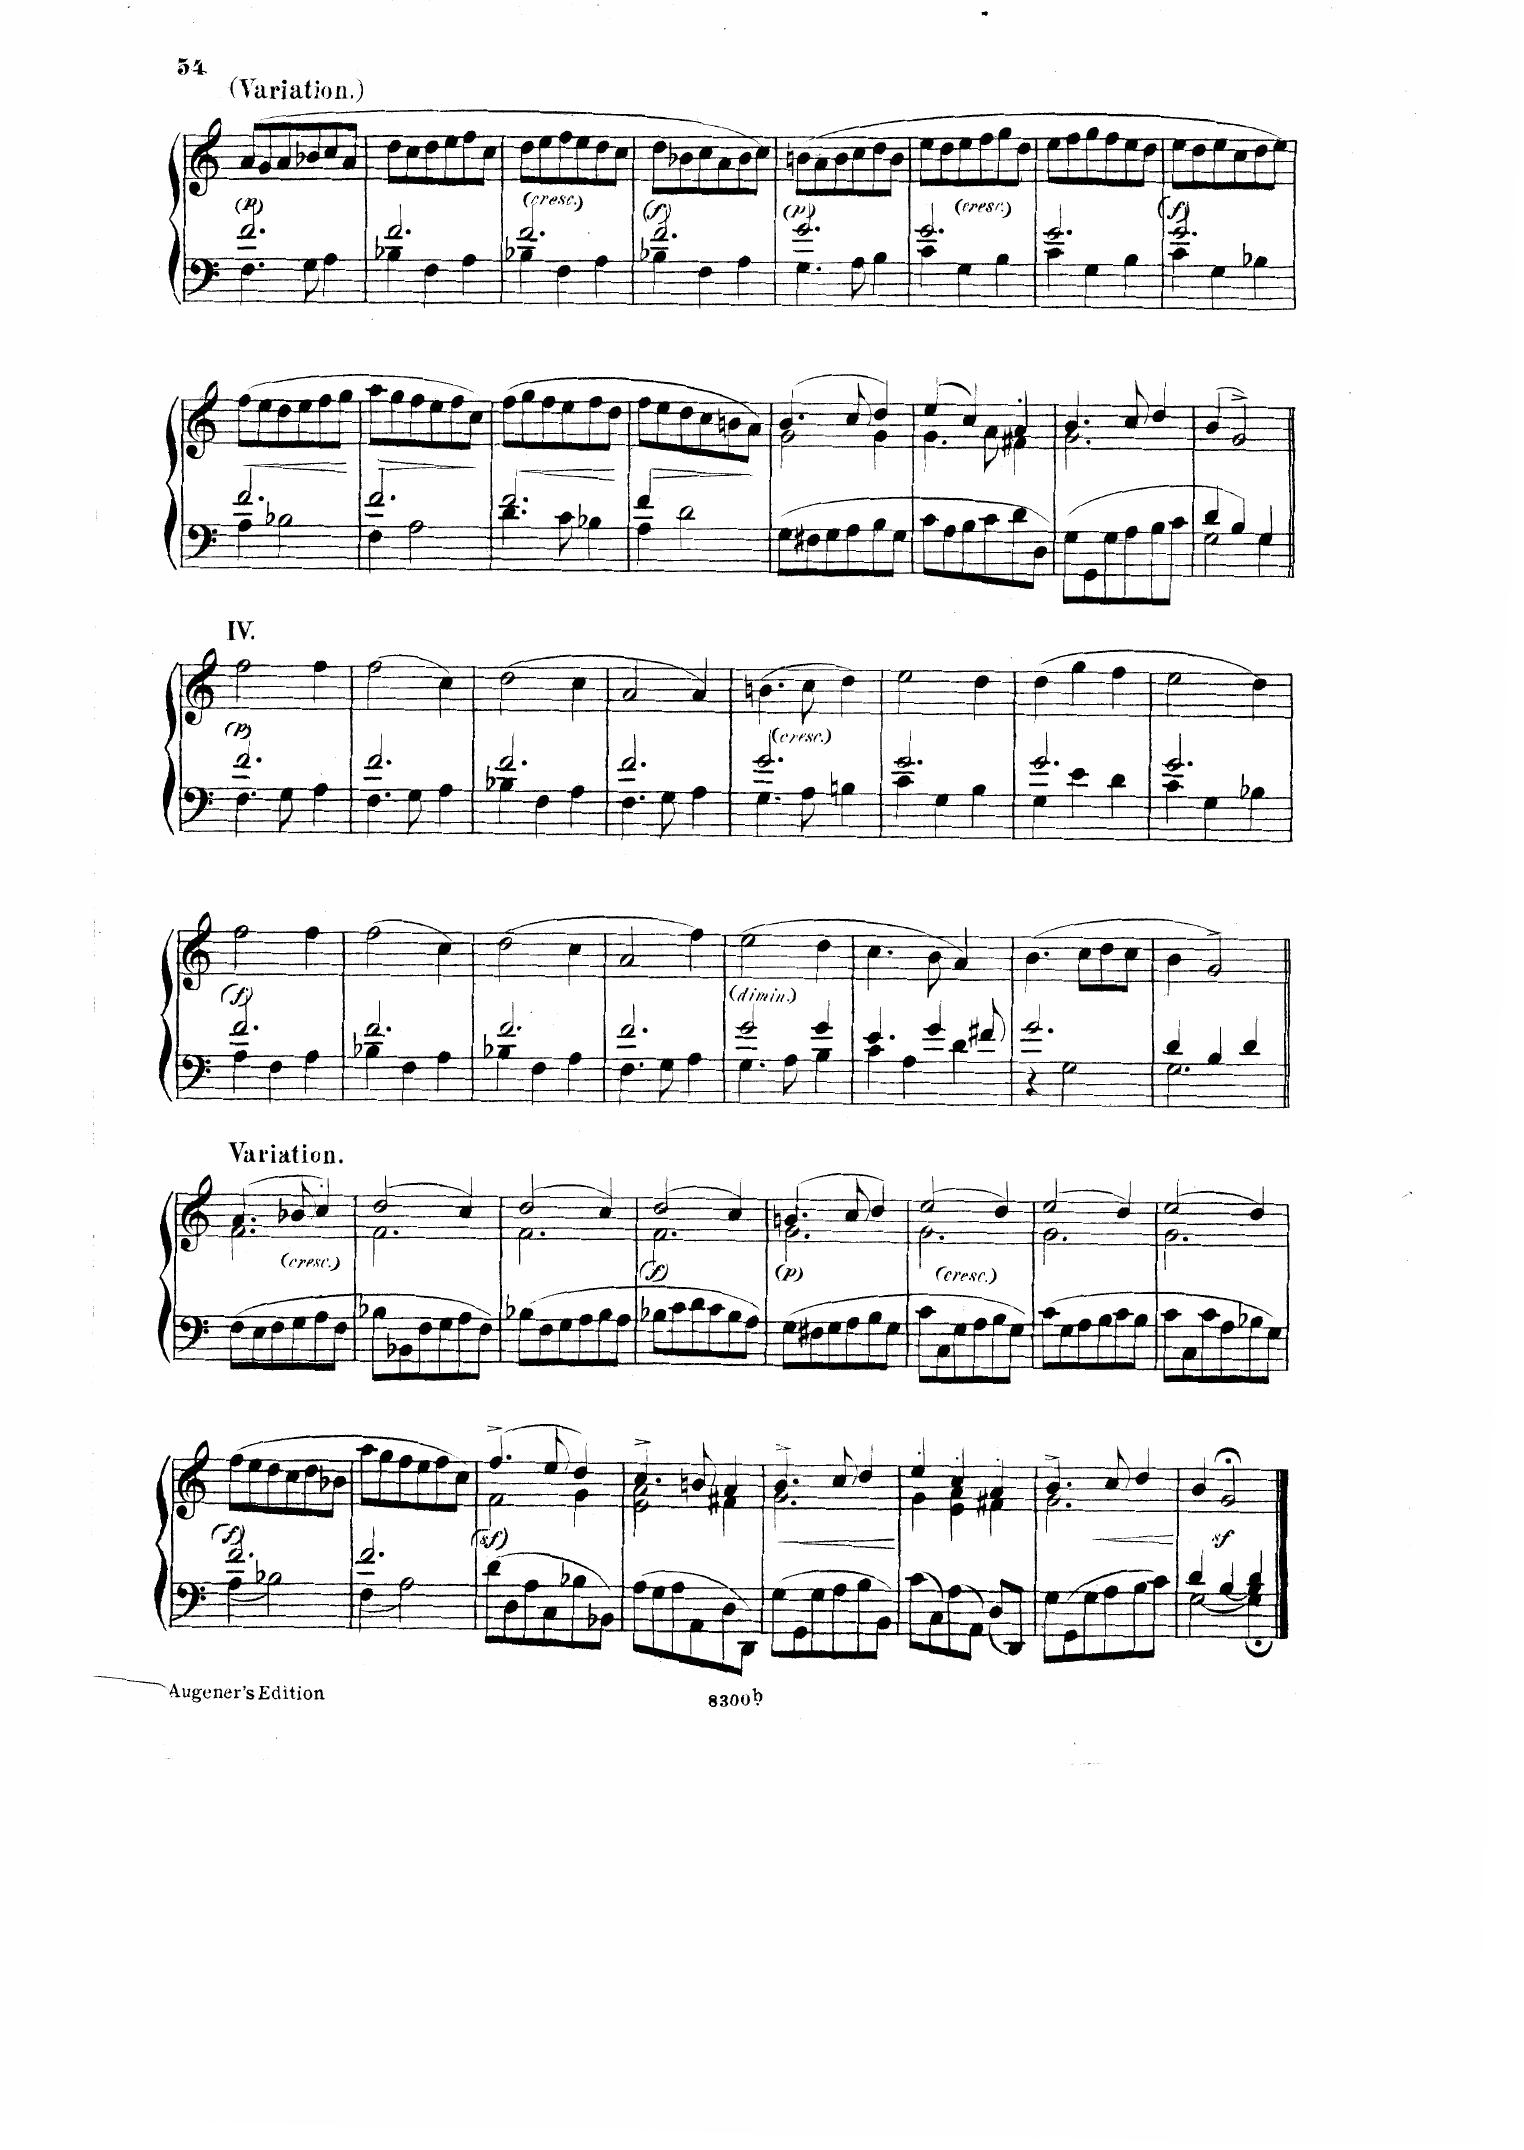 54
(Variation.)
(p) (cresc.) (f) (p) (cresc.) (f)
IV.
(p) (cresc.)
(f) (dimin.)
Variation.
(cresc.) (f) (p) (cresc.)
(f) (sf) sf
Augener's Edition 8300b